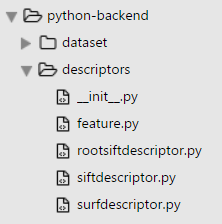 python-backend
dataset
descriptors
__init__.py
feature.py
rootsiftdescriptor.py
siftdescriptor.py
surfdescriptor.py